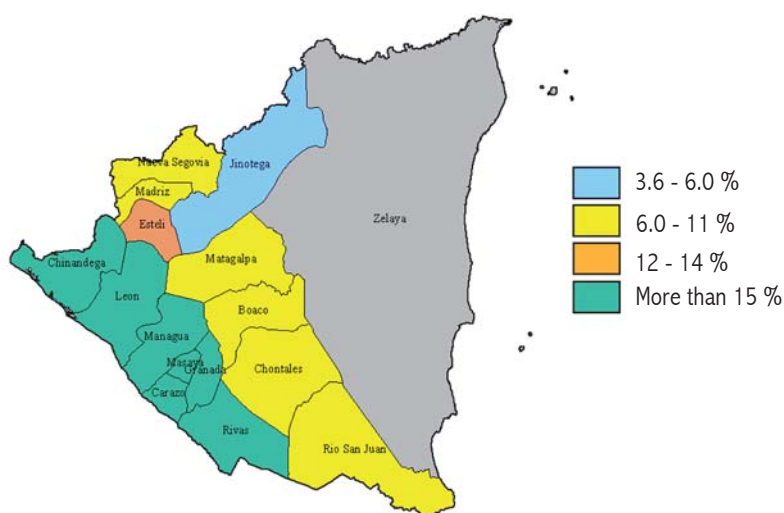 Nueva Segovia
Jinotega
Madriz
Esteli
Zelaya
Chinandega
Leon
Matagalpa
Boaco
Managua
Masaya
Granada
Chontales
Carazo
Rivas
Rio San Juan
3.6 - 6.0 %
6.0 - 11 %
12 - 14 %
More than 15 %